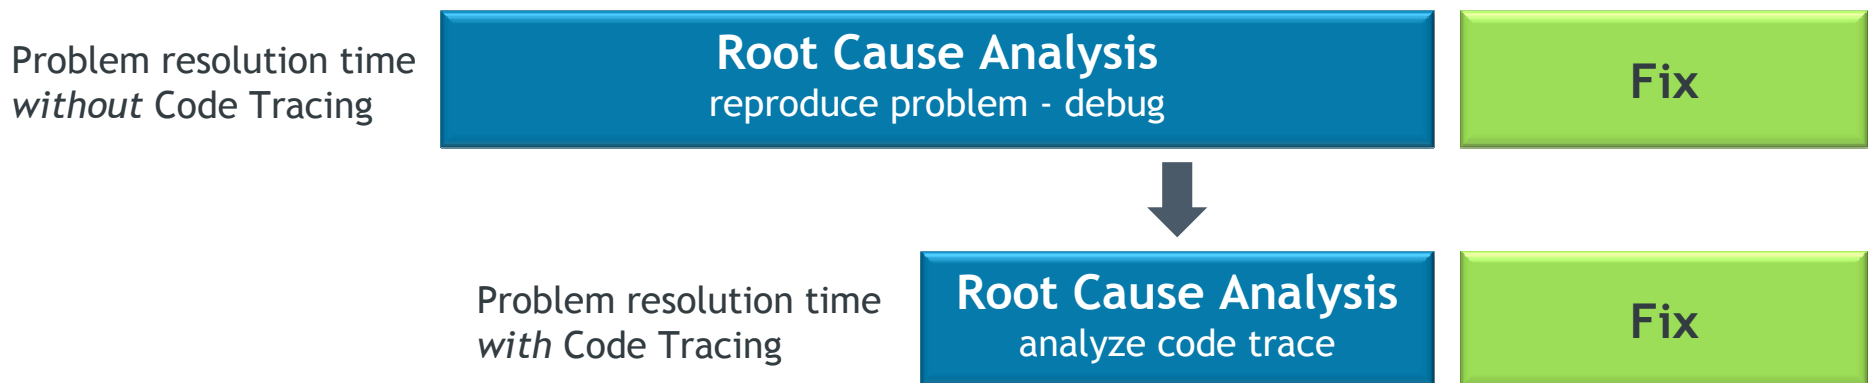 Problem resolution time
without Code Tracing
Root Cause Analysis
reproduce problem - debug
Fix
Problem resolution time
with Code Tracing
Root Cause Analysis
analyze code trace
Fix